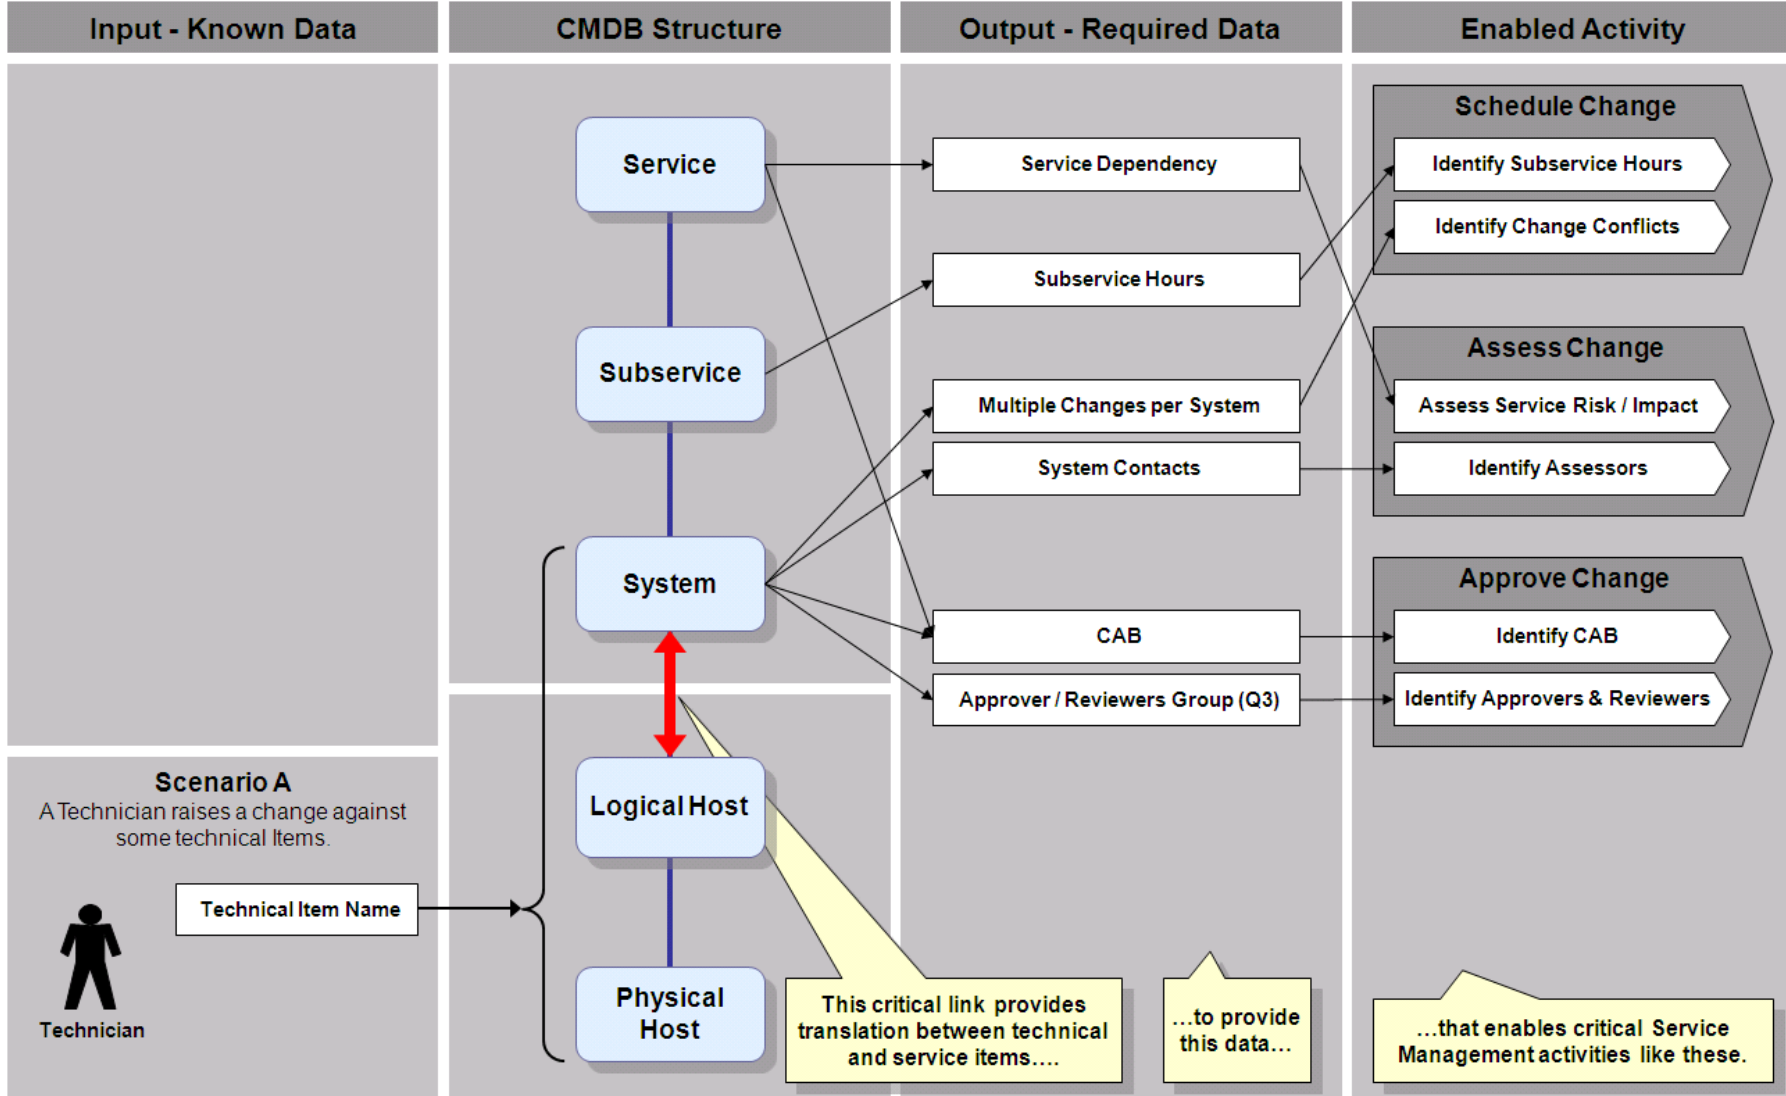 Input - Known Data
CMDB Structure
Output - Required Data
Enabled Activity
Service
Subservice
System
Logical Host
Physical
Host
Service Dependency
Subservice Hours
Multiple Changes per System
System Contacts
CAB
Approver / Reviewers Group (Q3)
Schedule Change
Identify Subservice Hours
Identify Change Conflicts
Assess Change
Assess Service Risk / Impact
Identify Assessors
Approve Change
Identify CAB
Identify Approvers & Reviewers
Scenario A
A Technician raises a change against
some technical Items.
Technical Item Name
Technician
This critical link provides
translation between technical
and service items....
...to provide
this data...
...that enables critical Service
Management activities like these.